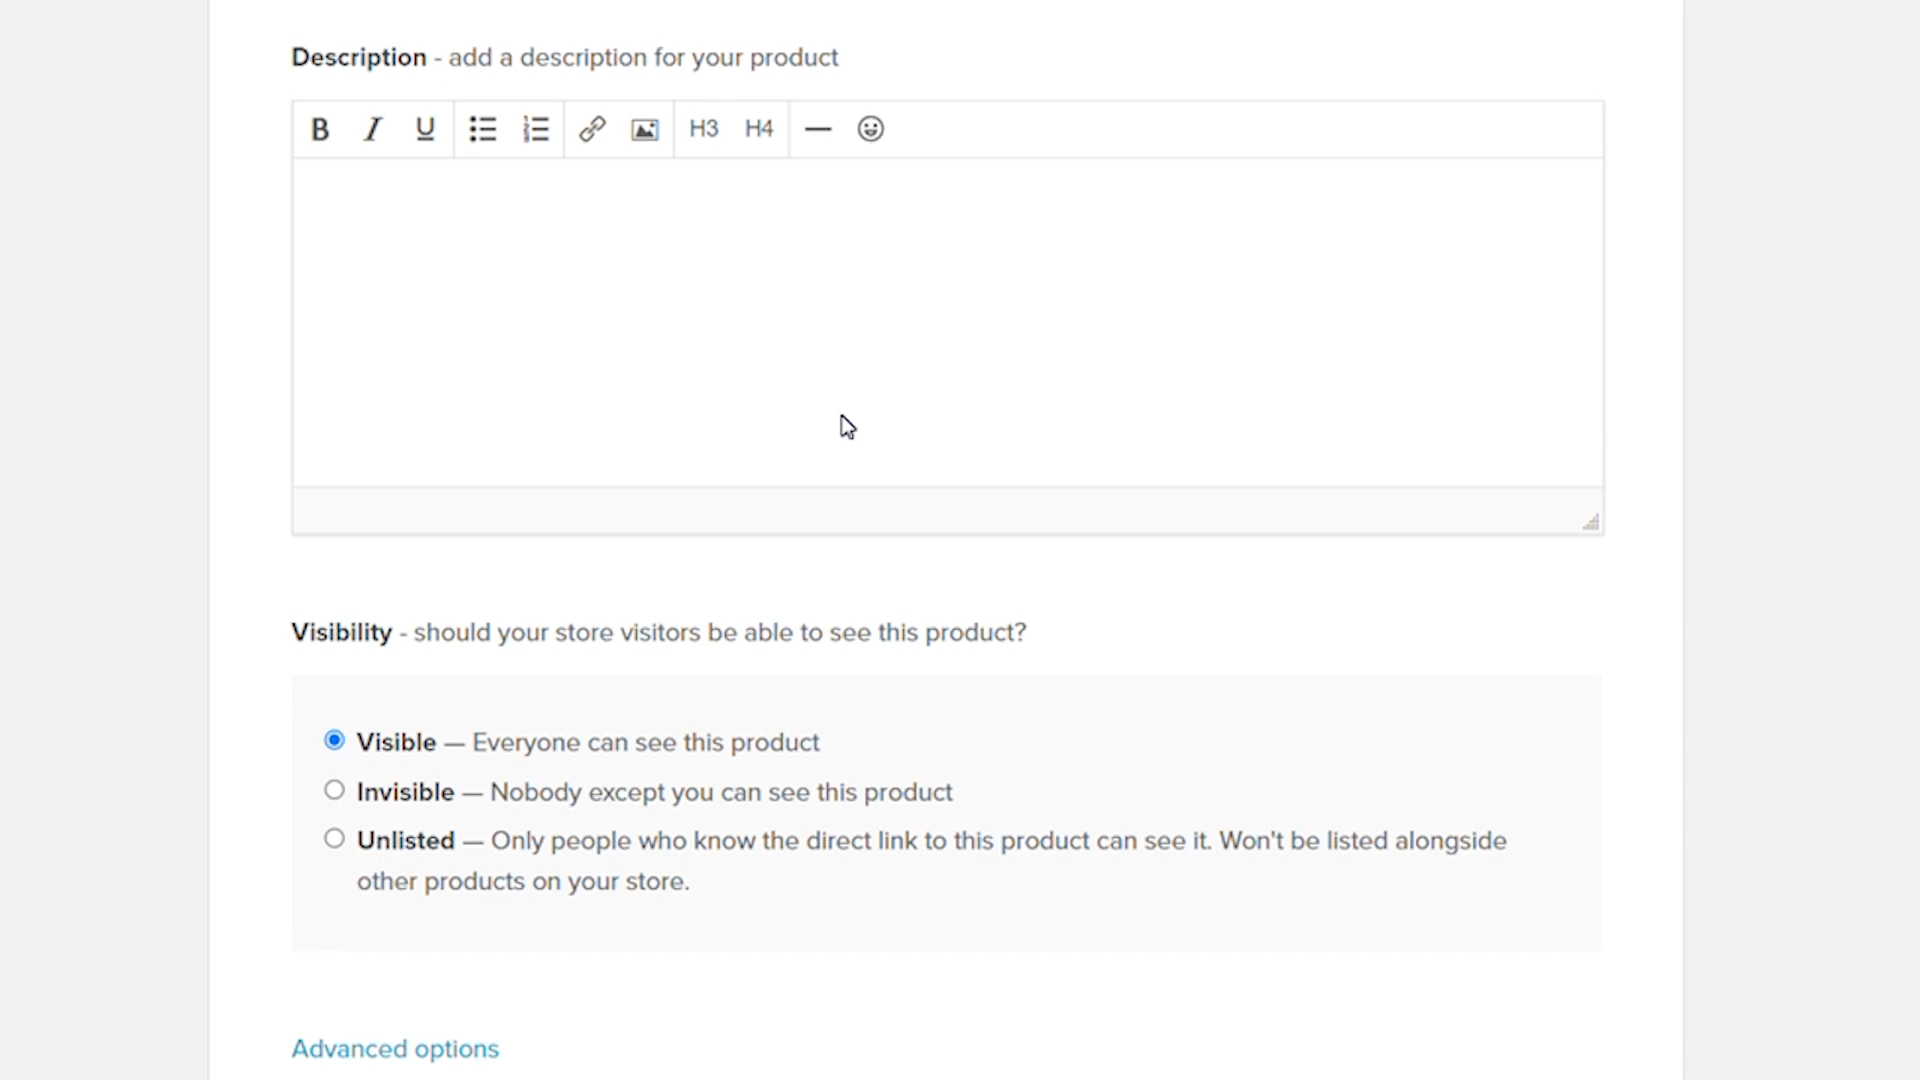 Description - add a description for your product
B I U H3 H4
Visibility - should your store visitors be able to see this product?
Visible — Everyone can see this product
Invisible — Nobody except you can see this product
Unlisted — Only people who know the direct link to this product can see it. Won't be listed alongside
other products on your store.
Advanced options